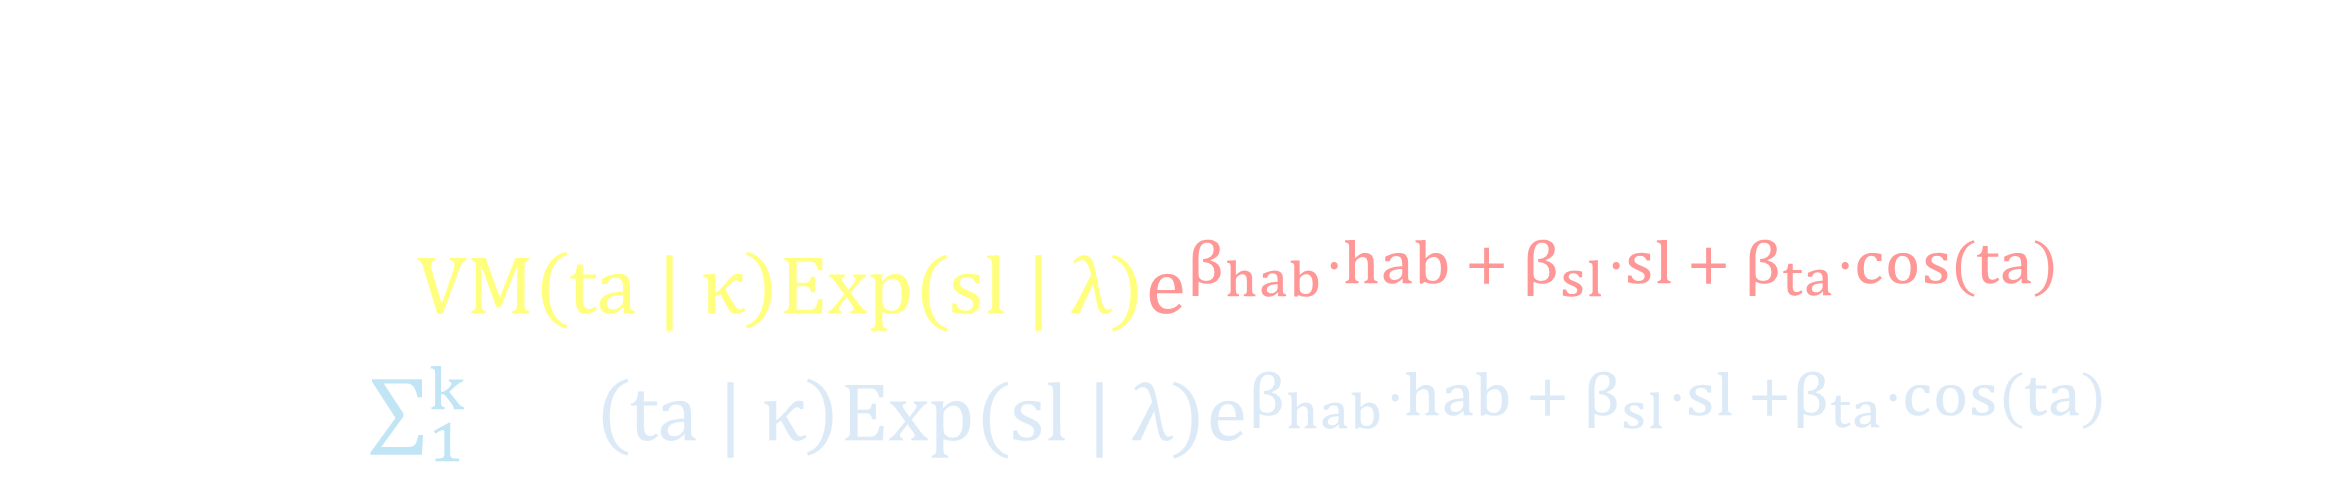 VM(ta | κ)Exp(sl | λ)e^β_hab·hab + β_sl·sl + β_ta·cos(ta)
∑_1^k (ta | κ)Exp(sl | λ)e^β_hab·hab + β_sl·sl +β_ta·cos(ta)